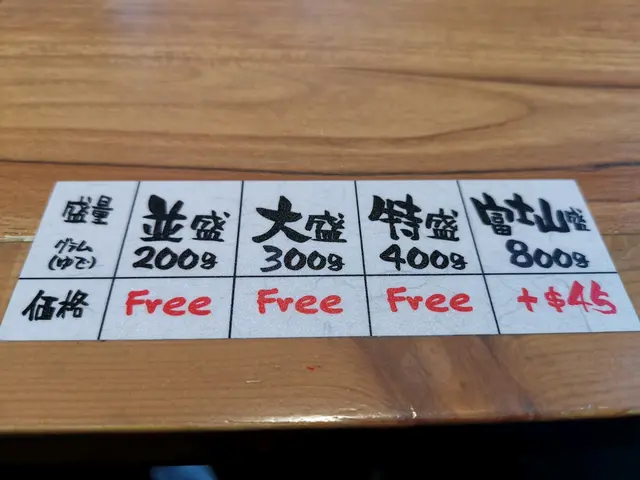 盛量 並盛 大盛 特盛 富士山盛
グラム(ゆで) 200g 300g 400g 800g
価格 Free Free Free +$45